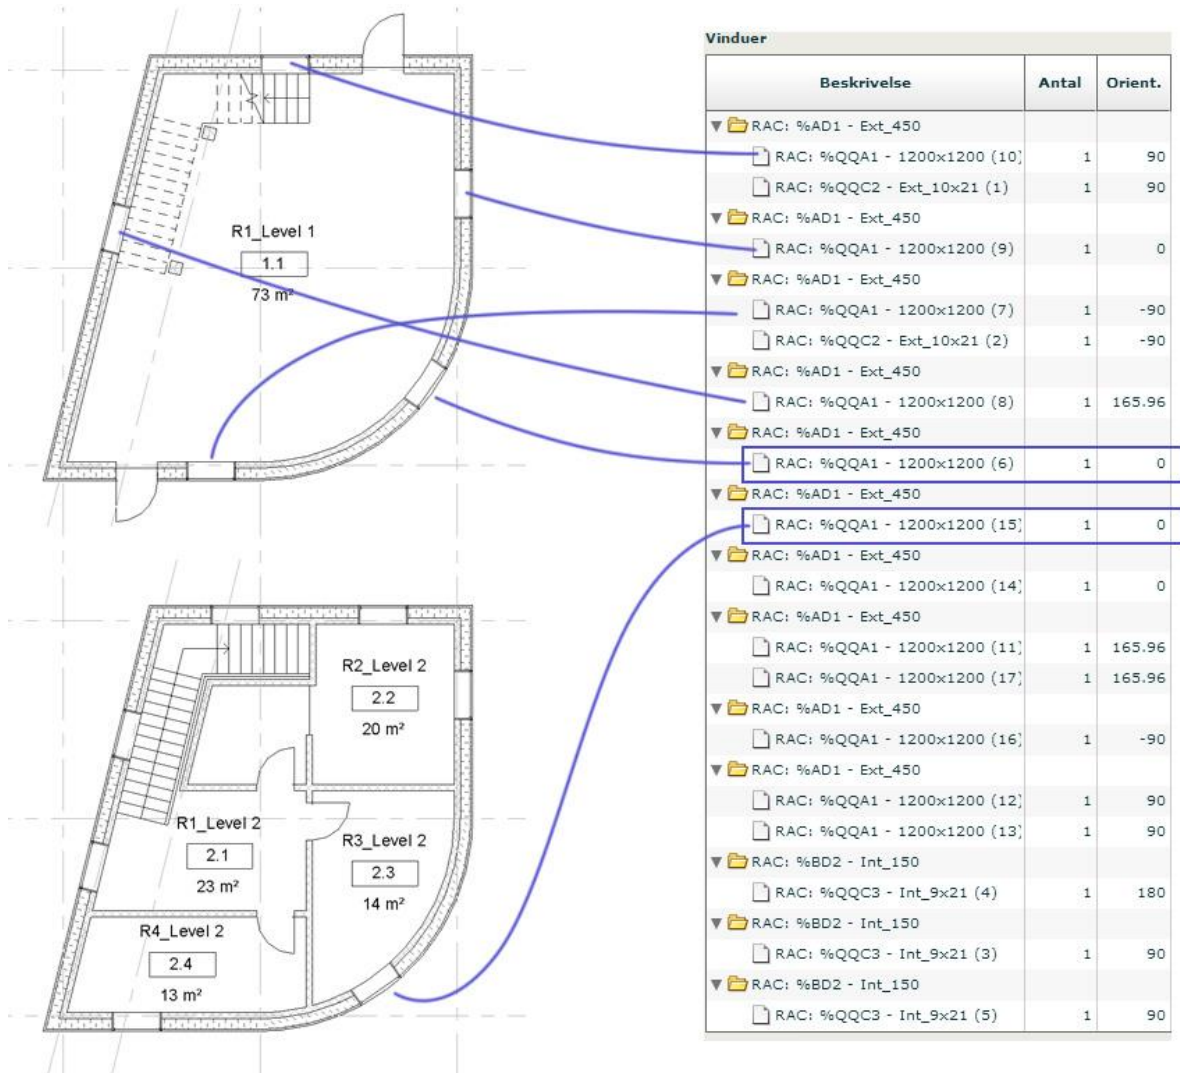 R1_Level 1
1.1
73 m²
R2_Level 2
2.2
20 m²
R1_Level 2
2.1
23 m²
R3_Level 2
2.3
14 m²
R4_Level 2
2.4
13 m²
Vinduer
Beskrivelse Antal Orient.
RAC: %AD1 - Ext_450
RAC: %QQA1 - 1200x1200 (10) 1 90
RAC: %QQC2 - Ext_10x21 (1) 1 90
RAC: %AD1 - Ext_450
RAC: %QQA1 - 1200x1200 (9) 1 0
RAC: %AD1 - Ext_450
RAC: %QQA1 - 1200x1200 (7) 1 -90
RAC: %QQC2 - Ext_10x21 (2) 1 -90
RAC: %AD1 - Ext_450
RAC: %QQA1 - 1200x1200 (8) 1 165.96
RAC: %AD1 - Ext_450
RAC: %QQA1 - 1200x1200 (6) 1 0
RAC: %AD1 - Ext_450
RAC: %QQA1 - 1200x1200 (15) 1 0
RAC: %AD1 - Ext_450
RAC: %QQA1 - 1200x1200 (14) 1 0
RAC: %AD1 - Ext_450
RAC: %QQA1 - 1200x1200 (11) 1 165.96
RAC: %QQA1 - 1200x1200 (17) 1 165.96
RAC: %AD1 - Ext_450
RAC: %QQA1 - 1200x1200 (16) 1 -90
RAC: %AD1 - Ext_450
RAC: %QQA1 - 1200x1200 (12) 1 90
RAC: %QQA1 - 1200x1200 (13) 1 90
RAC: %BD2 - Int_150
RAC: %QQC3 - Int_9x21 (4) 1 180
RAC: %BD2 - Int_150
RAC: %QQC3 - Int_9x21 (3) 1 90
RAC: %BD2 - Int_150
RAC: %QQC3 - Int_9x21 (5) 1 90